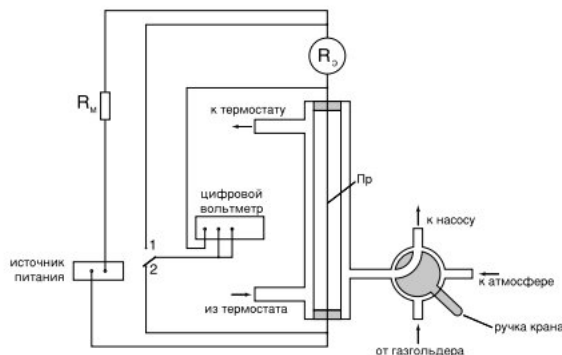 Rэ
к термостату
Rм
Пр
цифровой
вольтметр
к насосу
1
источник
питания
2
к атмосфере
из термостата
ручка крана
от газгольдера